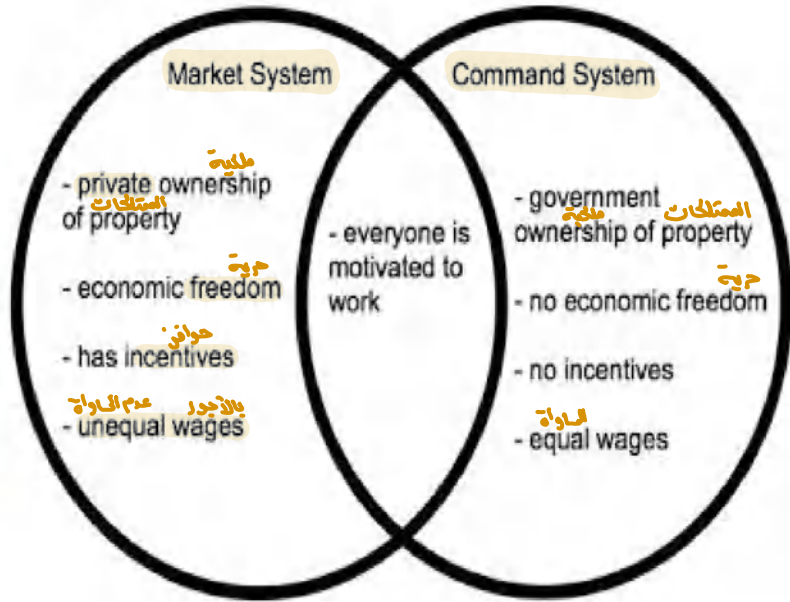 Market System
Command System
ملكية
- private ownership
الممتلكات
of property
حرية
- economic freedom
حوافز
- has incentives
عدم المساواة بالأجور
- unequal wages
- everyone is
motivated to
work
- government
ملكية الممتلكات
ownership of property
حرية
- no economic freedom
- no incentives
المساواة
- equal wages